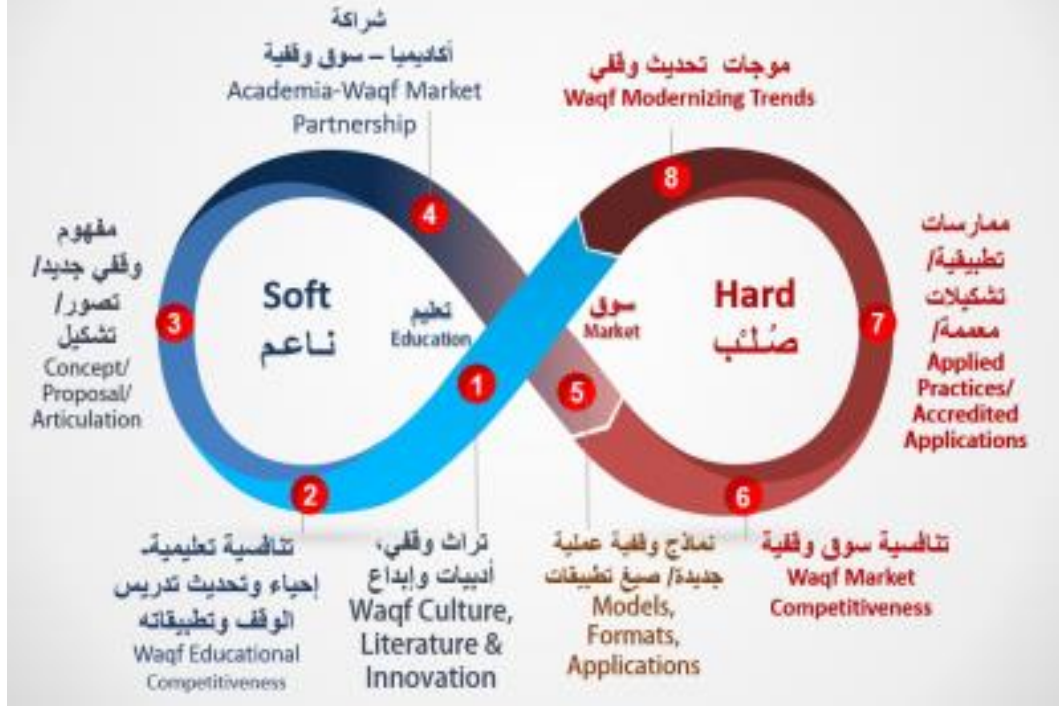 شراكة
أكاديميا – سوق وقفية
Academia-Waqf Market
Partnership
موجات تحديث وقفي
Waqf Modernizing Trends
8
4
مفهوم
وقفي جديد/
تصور/
تشكيل
Concept/
Proposal/
Articulation
3
Soft
ناعم
تعليم
Education
سوق
Market
Hard
صُلْب
7
ممارسات
تطبيقية/
تشكيلات
معممة/
Applied
Practices/
Accredited
Applications
1
5
2
6
تنافسية تعليمية-
إحياء وتحديث تدريس
الوقف وتطبيقاته
Waqf Educational
Competitiveness
تراث وقفي،
أدبيات وإبداع
Waqf Culture,
Literature &
Innovation
نماذج وقفية عملية
جديدة/ صيغ تطبيقات
Models,
Formats,
Applications
تنافسية سوق وقفية
Waqf Market
Competitiveness